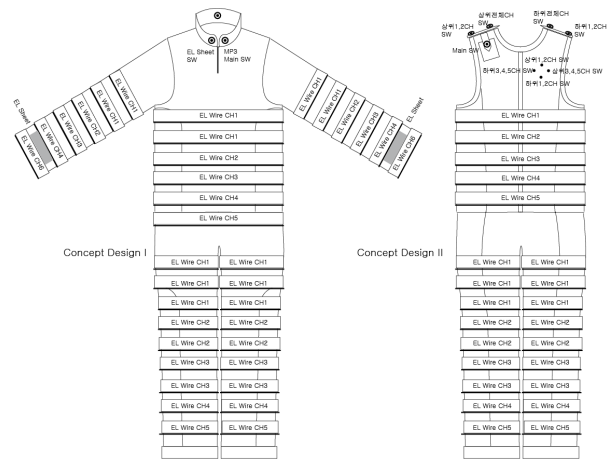 EL Sheet
SW
MP3
Main SW
EL Wire CH1
EL Wire CH1
EL Wire CH2
EL Wire CH3
EL Wire CH4
EL Wire CH6
EL Sheet
EL Wire CH1
EL Wire CH1
EL Wire CH2
EL Wire CH3
EL Wire CH4
EL Wire CH6
EL Sheet
EL Wire CH1
EL Wire CH1
EL Wire CH2
EL Wire CH3
EL Wire CH4
EL Wire CH5
Concept Design I
EL Wire CH1 EL Wire CH1
EL Wire CH1 EL Wire CH1
EL Wire CH1 EL Wire CH1
EL Wire CH2 EL Wire CH2
EL Wire CH2 EL Wire CH2
EL Wire CH3 EL Wire CH3
EL Wire CH3 EL Wire CH3
EL Wire CH4 EL Wire CH4
EL Wire CH5 EL Wire CH5
상위1,2CH
SW
상위전체CH
SW
하위전체CH
SW
하위1,2CH
SW
Main SW
상위1,2CH SW
하위3,4,5CH SW
상위3,4,5CH SW
하위1,2CH SW
EL Wire CH1
EL Wire CH2
EL Wire CH3
EL Wire CH4
EL Wire CH5
Concept Design II
EL Wire CH1 EL Wire CH1
EL Wire CH1 EL Wire CH1
EL Wire CH1 EL Wire CH1
EL Wire CH2 EL Wire CH2
EL Wire CH2 EL Wire CH2
EL Wire CH3 EL Wire CH3
EL Wire CH3 EL Wire CH3
EL Wire CH4 EL Wire CH4
EL Wire CH5 EL Wire CH5